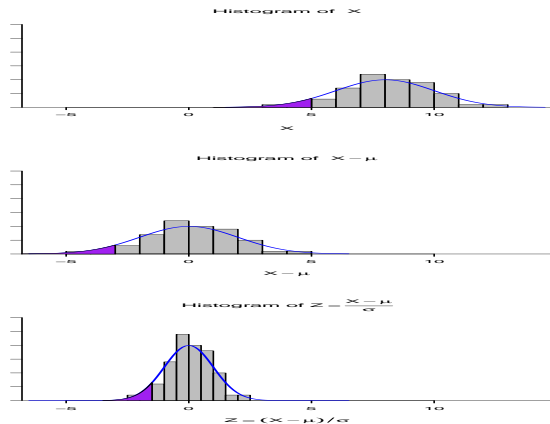 Histogram of X
−5 0 5 10
X
Histogram of X − μ
−5 0 5 10
X − μ
Histogram of Z = X − μ / σ
−5 0 5 10
Z = (X − μ)/σ